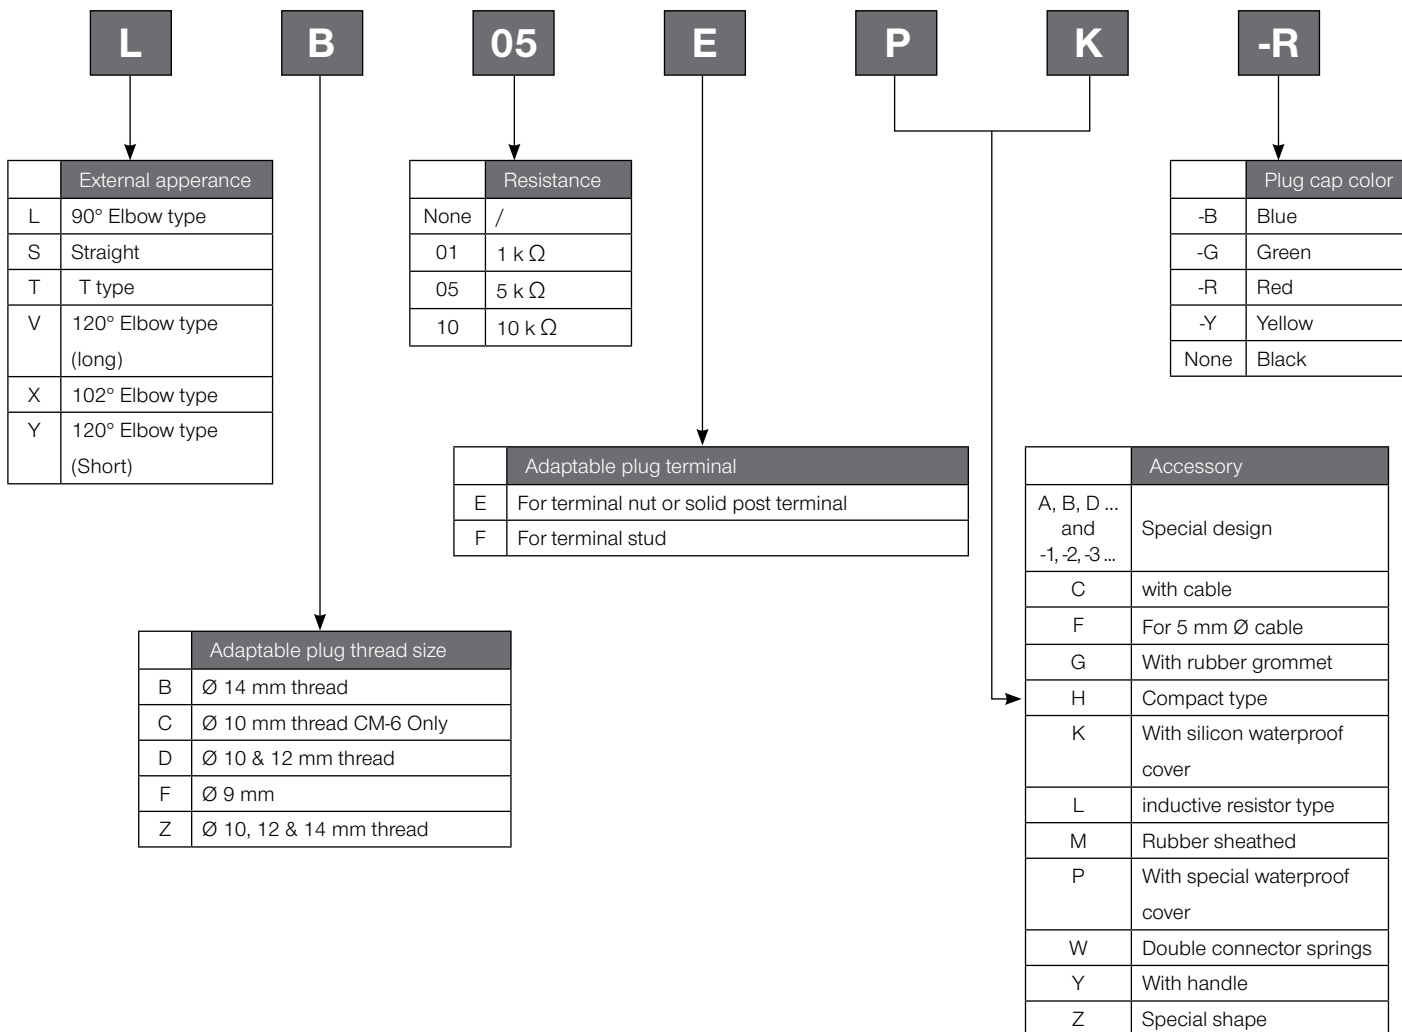 L B 05 E P K -R
External apperance
L 90° Elbow type
S Straight
T T type
V 120° Elbow type
(long)
X 102° Elbow type
Y 120° Elbow type
(Short)
Resistance
None /
01 1 k Ω
05 5 k Ω
10 10 k Ω
Plug cap color
-B Blue
-G Green
-R Red
-Y Yellow
None Black
Adaptable plug terminal
E For terminal nut or solid post terminal
F For terminal stud
Adaptable plug thread size
B Ø 14 mm thread
C Ø 10 mm thread CM-6 Only
D Ø 10 & 12 mm thread
F Ø 9 mm
Z Ø 10, 12 & 14 mm thread
Accessory
A, B, D ...
and
-1, -2, -3 ...
Special design
C with cable
F For 5 mm Ø cable
G With rubber grommet
H Compact type
K With silicon waterproof
cover
L inductive resistor type
M Rubber sheathed
P With special waterproof
cover
W Double connector springs
Y With handle
Z Special shape